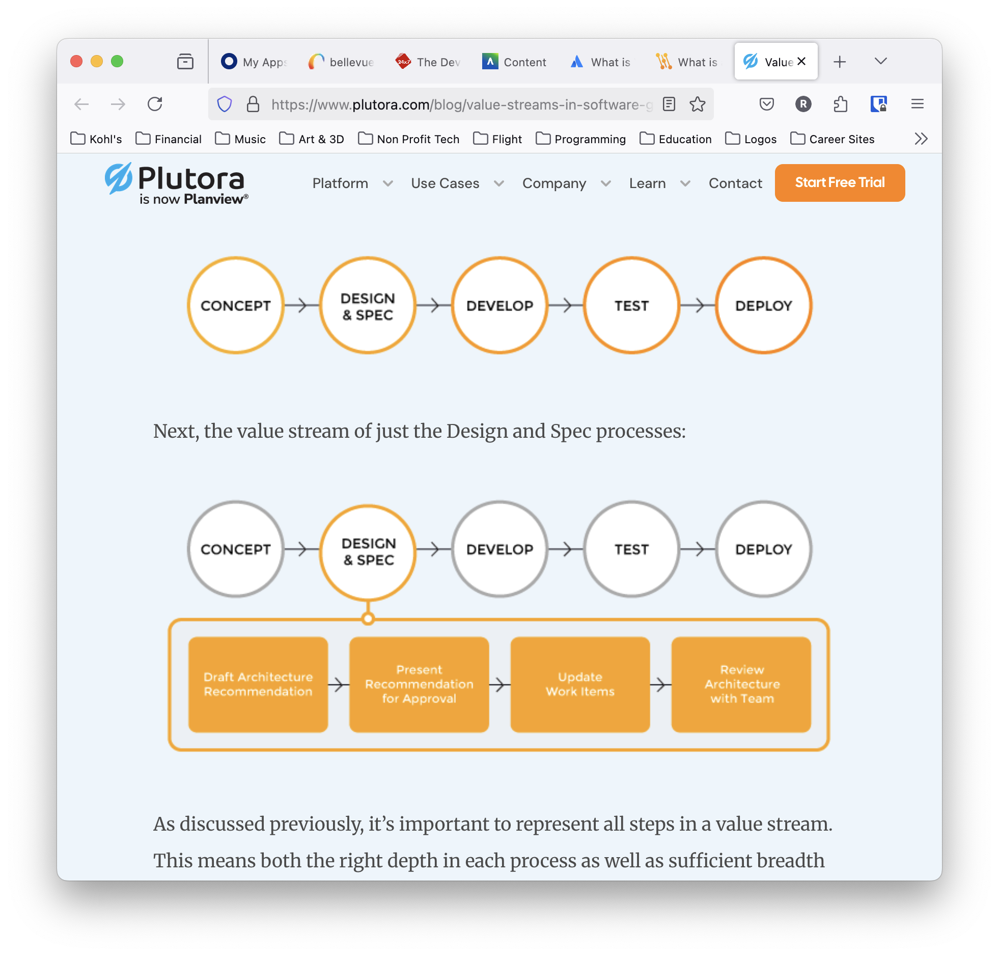 My Apps
bellevue
24x7
The Dev
Content
What is
What is
Value
https://www.plutora.com/blog/value-streams-in-software-g
R
Kohl's
Financial
Music
Art & 3D
Non Profit Tech
Flight
Programming
Education
Logos
Career Sites
Plutora
is now Planview®
Platform
Use Cases
Company
Learn
Contact
Start Free Trial
CONCEPT
DESIGN
& SPEC
DEVELOP
TEST
DEPLOY
Next, the value stream of just the Design and Spec processes:
CONCEPT
DESIGN
& SPEC
DEVELOP
TEST
DEPLOY
Draft Architecture
Recommendation
Present
Recommendation
for Approval
Update
Work Items
Review
Architecture
with Team
As discussed previously, it’s important to represent all steps in a value stream.
This means both the right depth in each process as well as sufficient breadth